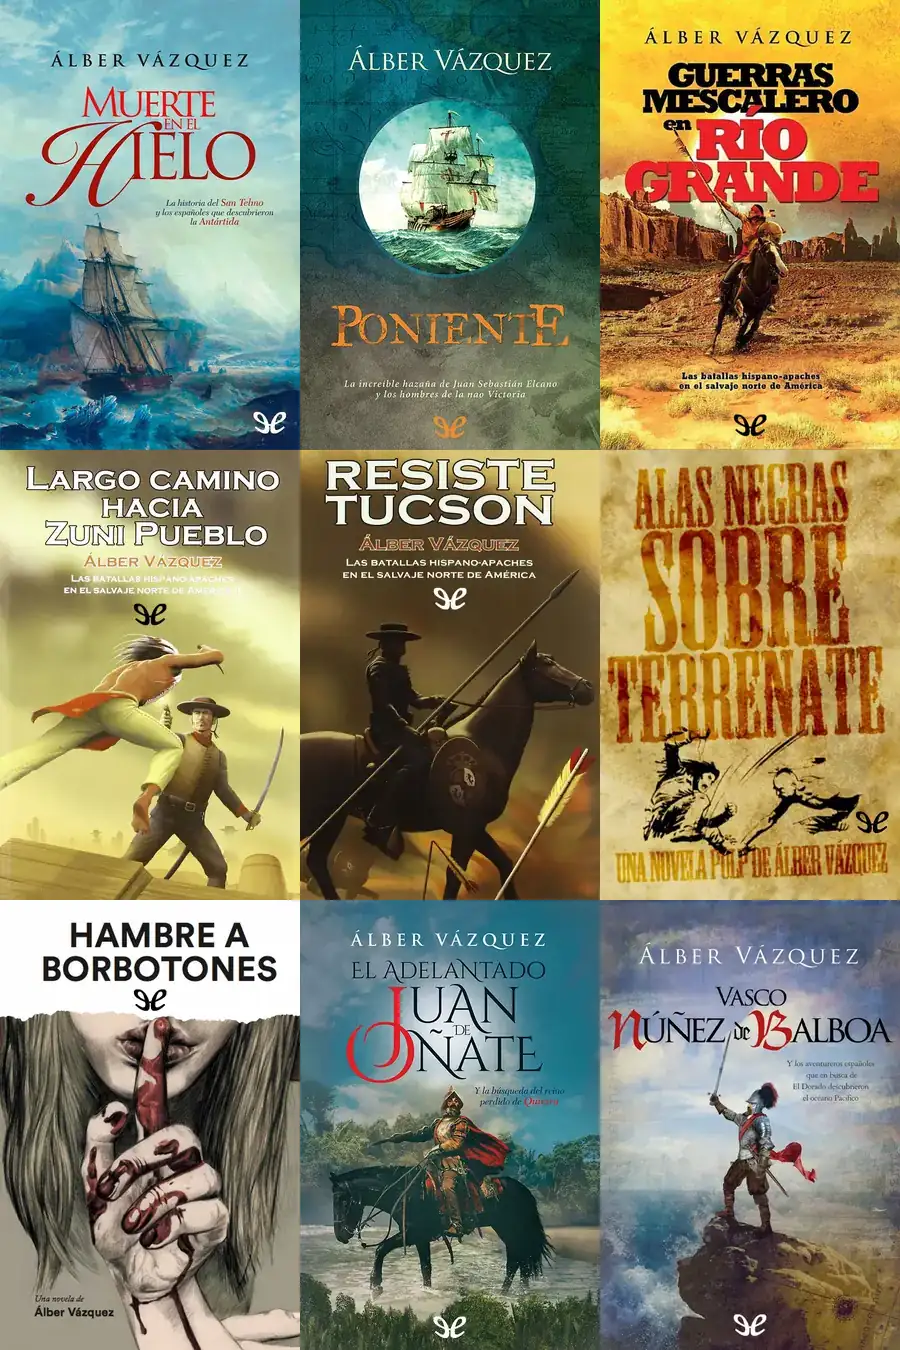 ÁLBER VÁZQUEZ
MUERTE
EN EL
HIELO
La historia del San Telmo
y los españoles que descubrieron
la Antártida
ÁLBER VÁZQUEZ
PONIENTE
La increíble hazaña de Juan Sebastián Elcano
y los hombres de la nao Victoria
ÁLBER VÁZQUEZ
GUERRAS
MESCALERO
en RÍO
GRANDE
Las batallas hispano-apaches
en el salvaje norte de América
LARGO CAMINO
HACIA
ZUNI PUEBLO
ÁLBER VÁZQUEZ
LAS BATALLAS HISPANO-APACHES
EN EL SALVAJE NORTE DE AMÉRICA
RESISTE
TUCSON
ÁLBER VÁZQUEZ
LAS BATALLAS HISPANO-APACHES
EN EL SALVAJE NORTE DE AMÉRICA
ALAS NEGRAS
SOBRE
TERRENATE
UNA NOVELA PULP DE ÁLBER VÁZQUEZ
HAMBRE A
BORBOTONES
Una novela de
Álber Vázquez
ÁLBER VÁZQUEZ
EL ADELANTADO
JUAN
DE
OÑATE
Y la búsqueda del reino
perdido de Quivira
ÁLBER VÁZQUEZ
VASCO
NÚÑEZ de BALBOA
Y los aventureros españoles
que en busca de
El Dorado descubrieron
el océano Pacífico